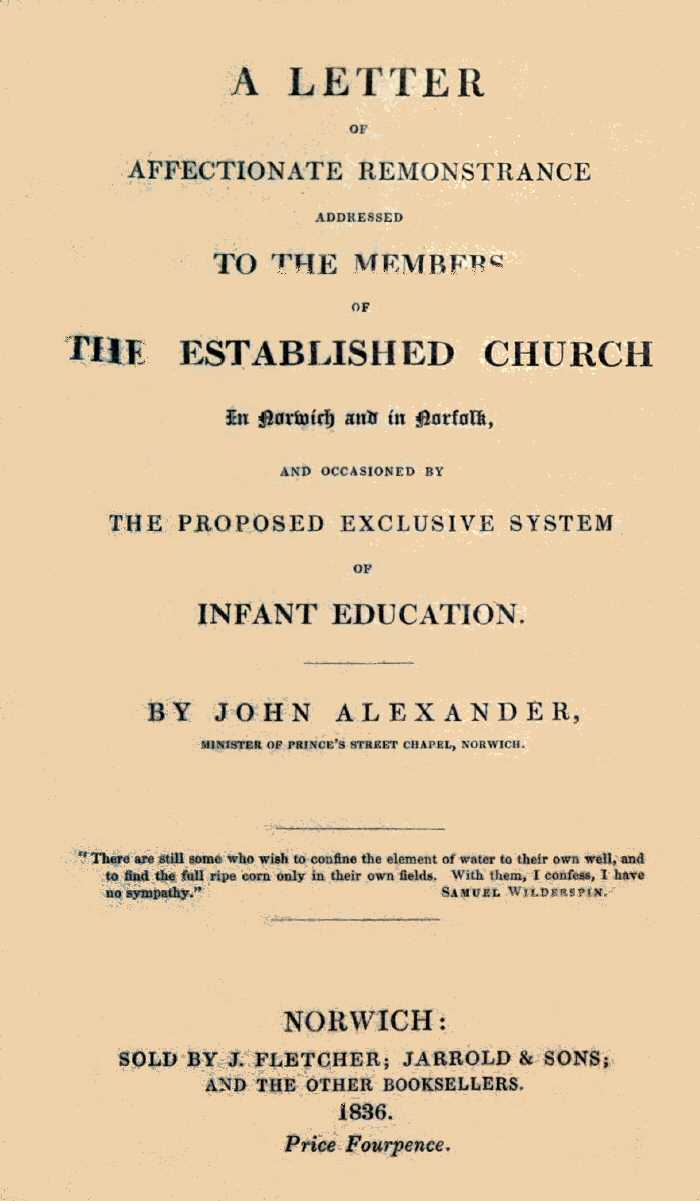 A LETTER
OF
AFFECTIONATE REMONSTRANCE
ADDRESSED
TO THE MEMBERS
OF
THE ESTABLISHED CHURCH
In Norwich and in Norfolk,
AND OCCASIONED BY
THE PROPOSED EXCLUSIVE SYSTEM
OF
INFANT EDUCATION.
BY JOHN ALEXANDER,
MINISTER OF PRINCE'S STREET CHAPEL, NORWICH.
"There are still some who wish to confine the element of water to their own well, and
to find the full ripe corn only in their own fields. With them, I confess, I have
no sympathy." SAMUEL WILDERSPIN.
NORWICH:
SOLD BY J. FLETCHER; JARROLD & SONS;
AND THE OTHER BOOKSELLERS.
1836.
Price Fourpence.